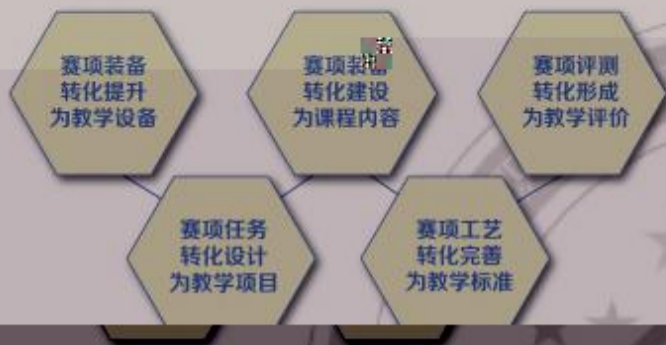 赛项装备
转化提升
为教学设备
赛项装
转化建设
为课程内容
赛项评测
转化形成
为教学评价
赛项任务
转化设计
为教学项目
赛项工艺
转化完善
为教学标准